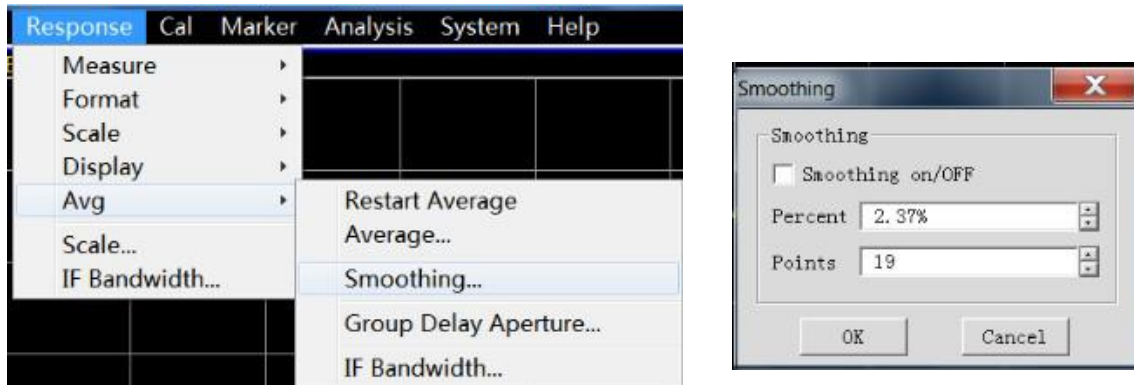 Response Cal Marker Analysis System Help
Measure
Format
Scale
Display
Avg
Scale...
IF Bandwidth...
Restart Average
Average...
Smoothing...
Group Delay Aperture...
IF Bandwidth...
Smoothing
Smoothing
Smoothing on/OFF
Percent 2.37%
Points 19
OK Cancel